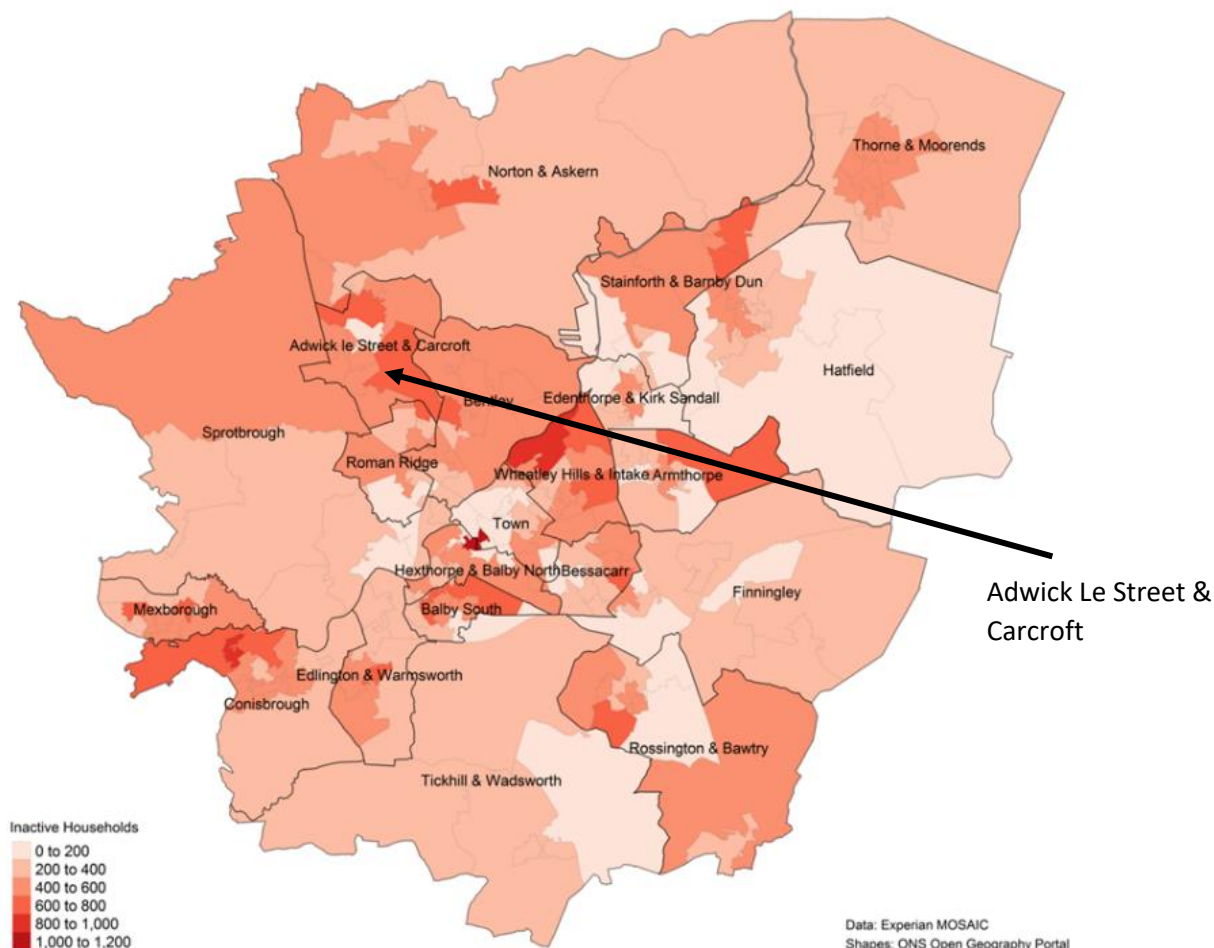 Thorne & Moorends
Norton & Askern
Stainforth & Barnby Dun
Adwick le Street & Carcroft
Hatfield
Bentley
Edenthorpe & Kirk Sandall
Sprotbrough
Roman Ridge
Wheatley Hills & Intake
Armthorpe
Town
Hexthorpe & Balby North
Bessacarr
Finningley
Adwick Le Street &
Carcroft
Mexborough
Balby South
Edlington & Warmsworth
Conisbrough
Rossington & Bawtry
Tickhill & Wadsworth
Inactive Households
0 to 200
200 to 400
400 to 600
600 to 800
800 to 1,000
1,000 to 1,200
Data: Experian MOSAIC
Shapes: ONS Open Geography Portal